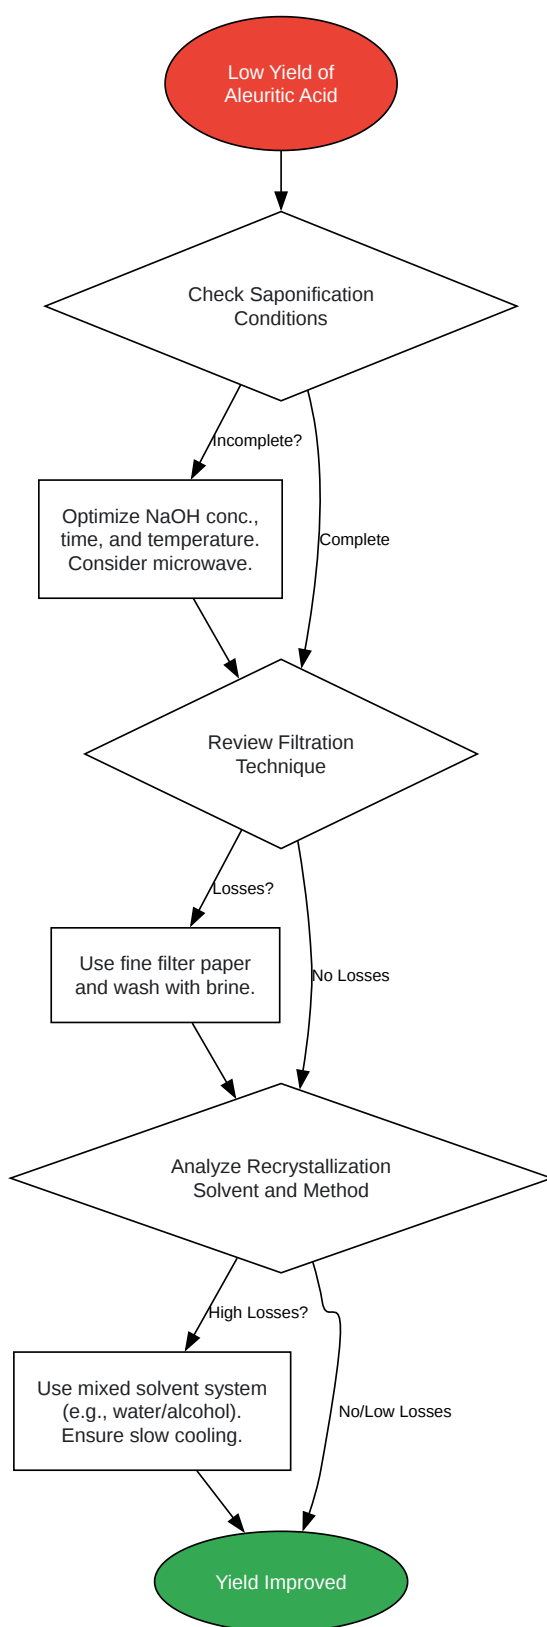 Low Yield of
Aleuritic Acid
Check Saponification
Conditions
Incomplete?
Optimize NaOH conc.,
time, and temperature.
Consider microwave.
Complete
Review Filtration
Technique
Losses?
Use fine filter paper
and wash with brine.
No Losses
Analyze Recrystallization
Solvent and Method
High Losses?
Use mixed solvent system
(e.g., water/alcohol).
Ensure slow cooling.
No/Low Losses
Yield Improved